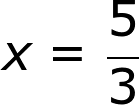 x = 5/3